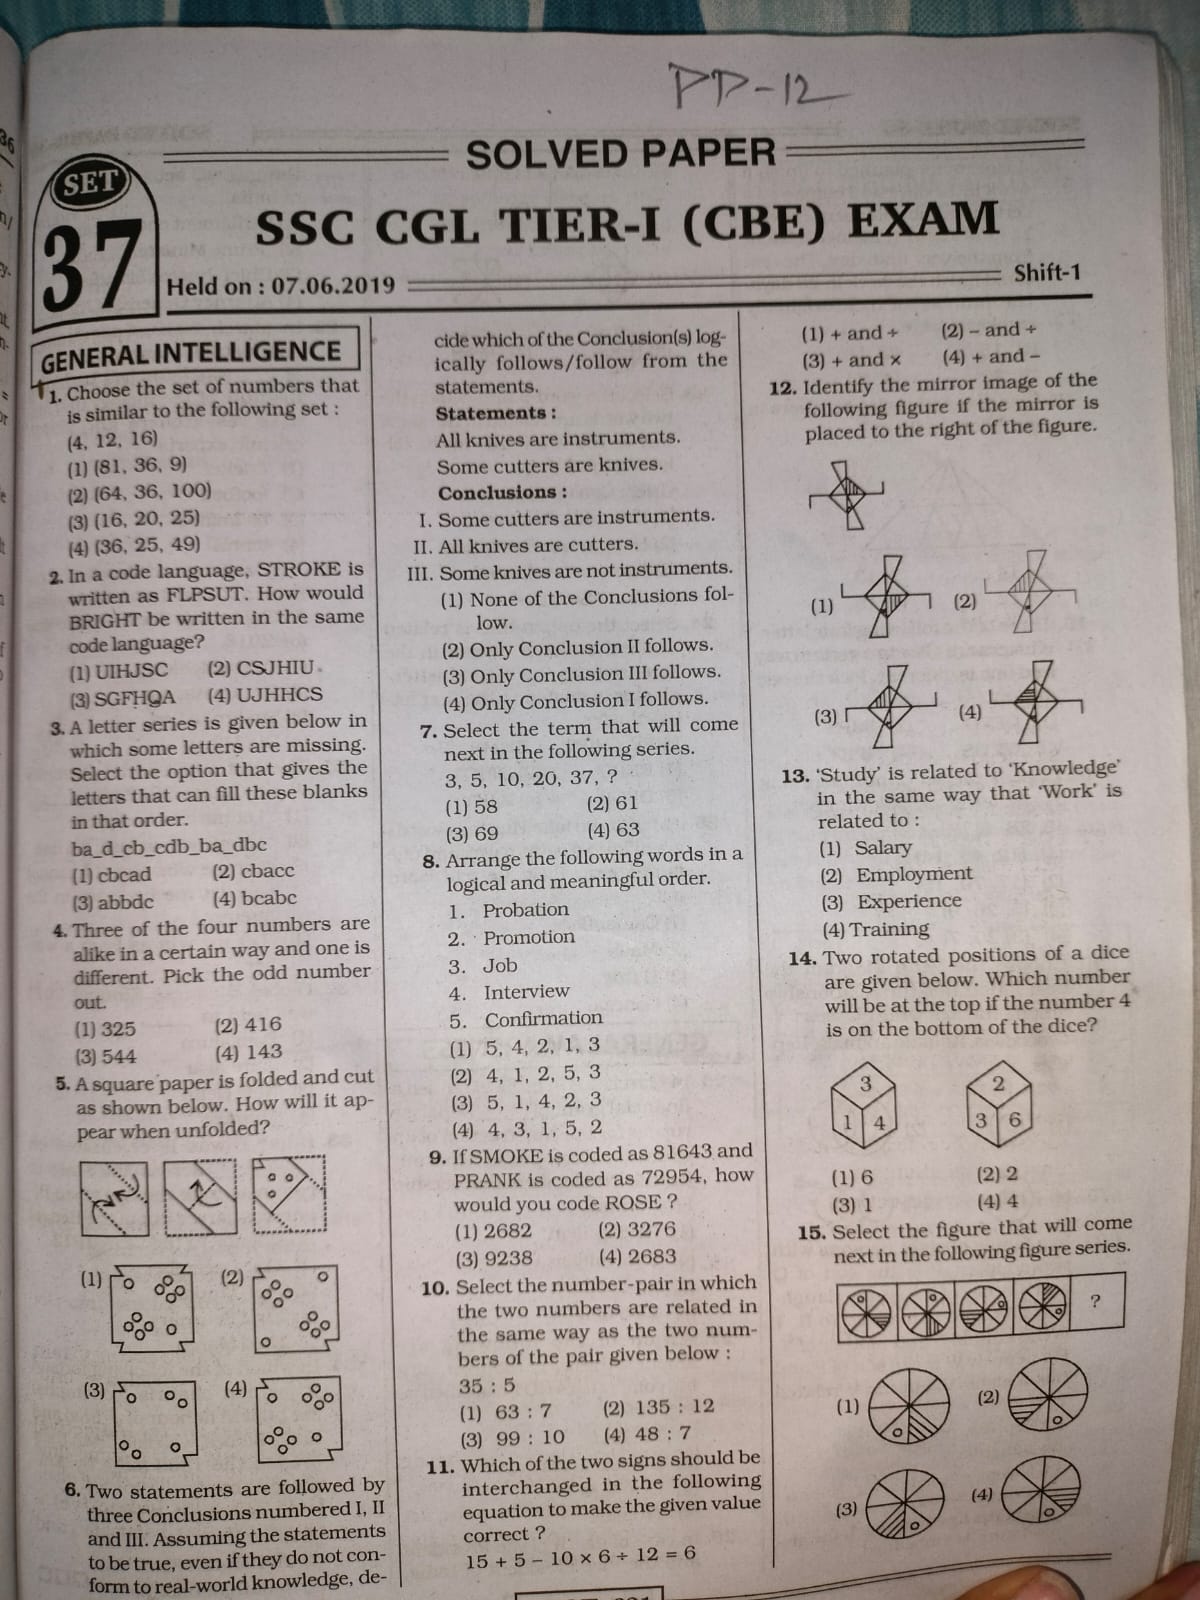 PD-12
SOLVED PAPER
SET
37
SSC CGL TIER-I (CBE) EXAM
Held on : 07.06.2019
Shift-1
GENERAL INTELLIGENCE
1. Choose the set of numbers that
is similar to the following set :
(4, 12, 16)
(1) (81, 36, 9)
(2) (64, 36, 100)
(3) (16, 20, 25)
(4) (36, 25, 49)
2. In a code language, STROKE is
written as FLPSUT. How would
BRIGHT be written in the same
code language?
(1) UIHJSC (2) CSJHIU
(3) SGFHQA (4) UJHHCS
3. A letter series is given below in
which some letters are missing.
Select the option that gives the
letters that can fill these blanks
in that order.
ba_d_cb_cdb_ba_dbc
(1) cbcad (2) cbacc
(3) abbdc (4) bcabc
4. Three of the four numbers are
alike in a certain way and one is
different. Pick the odd number
out.
(1) 325 (2) 416
(3) 544 (4) 143
5. A square paper is folded and cut
as shown below. How will it ap-
pear when unfolded?
(1) (2)
(3) (4)
6. Two statements are followed by
three Conclusions numbered I, II
and III. Assuming the statements
to be true, even if they do not con-
form to real-world knowledge, de-
cide which of the Conclusion(s) log-
ically follows/follow from the
statements.
Statements :
All knives are instruments.
Some cutters are knives.
Conclusions :
I. Some cutters are instruments.
II. All knives are cutters.
III. Some knives are not instruments.
(1) None of the Conclusions fol-
low.
(2) Only Conclusion II follows.
(3) Only Conclusion III follows.
(4) Only Conclusion I follows.
7. Select the term that will come
next in the following series.
3, 5, 10, 20, 37, ?
(1) 58 (2) 61
(3) 69 (4) 63
8. Arrange the following words in a
logical and meaningful order.
1. Probation
2. Promotion
3. Job
4. Interview
5. Confirmation
(1) 5, 4, 2, 1, 3
(2) 4, 1, 2, 5, 3
(3) 5, 1, 4, 2, 3
(4) 4, 3, 1, 5, 2
9. If SMOKE is coded as 81643 and
PRANK is coded as 72954, how
would you code ROSE ?
(1) 2682 (2) 3276
(3) 9238 (4) 2683
10. Select the number-pair in which
the two numbers are related in
the same way as the two num-
bers of the pair given below :
35 : 5
(1) 63 : 7 (2) 135 : 12
(3) 99 : 10 (4) 48 : 7
11. Which of the two signs should be
interchanged in the following
equation to make the given value
correct ?
15 + 5 – 10 × 6 ÷ 12 = 6
(1) + and ÷ (2) – and ÷
(3) + and × (4) + and –
12. Identify the mirror image of the
following figure if the mirror is
placed to the right of the figure.
(1) (2)
(3) (4)
13. 'Study' is related to 'Knowledge'
in the same way that 'Work' is
related to :
(1) Salary
(2) Employment
(3) Experience
(4) Training
14. Two rotated positions of a dice
are given below. Which number
will be at the top if the number 4
is on the bottom of the dice?
3 2
1 4 3 6
(1) 6 (2) 2
(3) 1 (4) 4
15. Select the figure that will come
next in the following figure series.
?
(1) (2)
(3) (4)